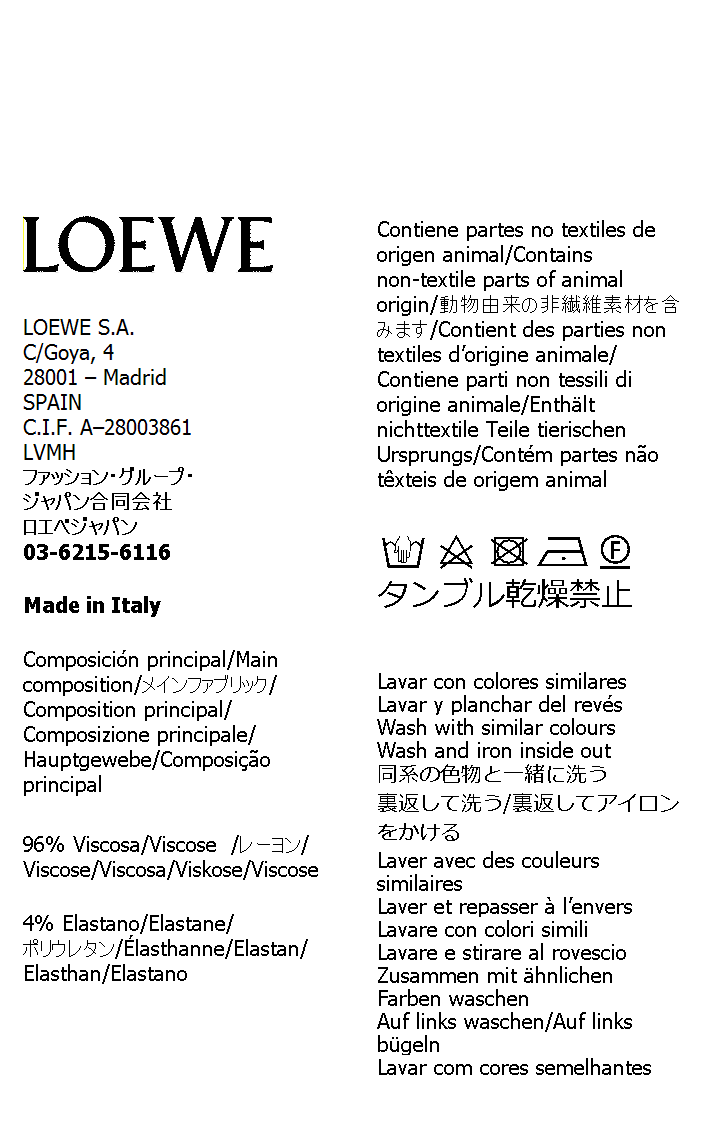 LOEWE
LOEWE S.A.
C/Goya, 4
28001 – Madrid
SPAIN
C.I.F. A–28003861
LVMH
ファッション・グループ・
ジャパン合同会社
ロエベジャパン
03-6215-6116
Made in Italy
Composición principal/Main
composition/メインファブリック/
Composition principal/
Composizione principale/
Hauptgewebe/Composição
principal
96% Viscosa/Viscose /レーヨン/
Viscose/Viscosa/Viskose/Viscose
4% Elastano/Elastane/
ポリウレタン/Élasthanne/Elastan/
Elasthan/Elastano
Contiene partes no textiles de
origen animal/Contains
non-textile parts of animal
origin/動物由来の非繊維素材を含
みます/Contient des parties non
textiles d’origine animale/
Contiene parti non tessili di
origine animale/Enthält
nichttextile Teile tierischen
Ursprungs/Contém partes não
têxteis de origem animal
F
タンブル乾燥禁止
Lavar con colores similares
Lavar y planchar del revés
Wash with similar colours
Wash and iron inside out
同系の色物と一緒に洗う
裏返して洗う/裏返してアイロン
をかける
Laver avec des couleurs
similaires
Laver et repasser à l’envers
Lavare con colori simili
Lavare e stirare al rovescio
Zusammen mit ähnlichen
Farben waschen
Auf links waschen/Auf links
bügeln
Lavar com cores semelhantes